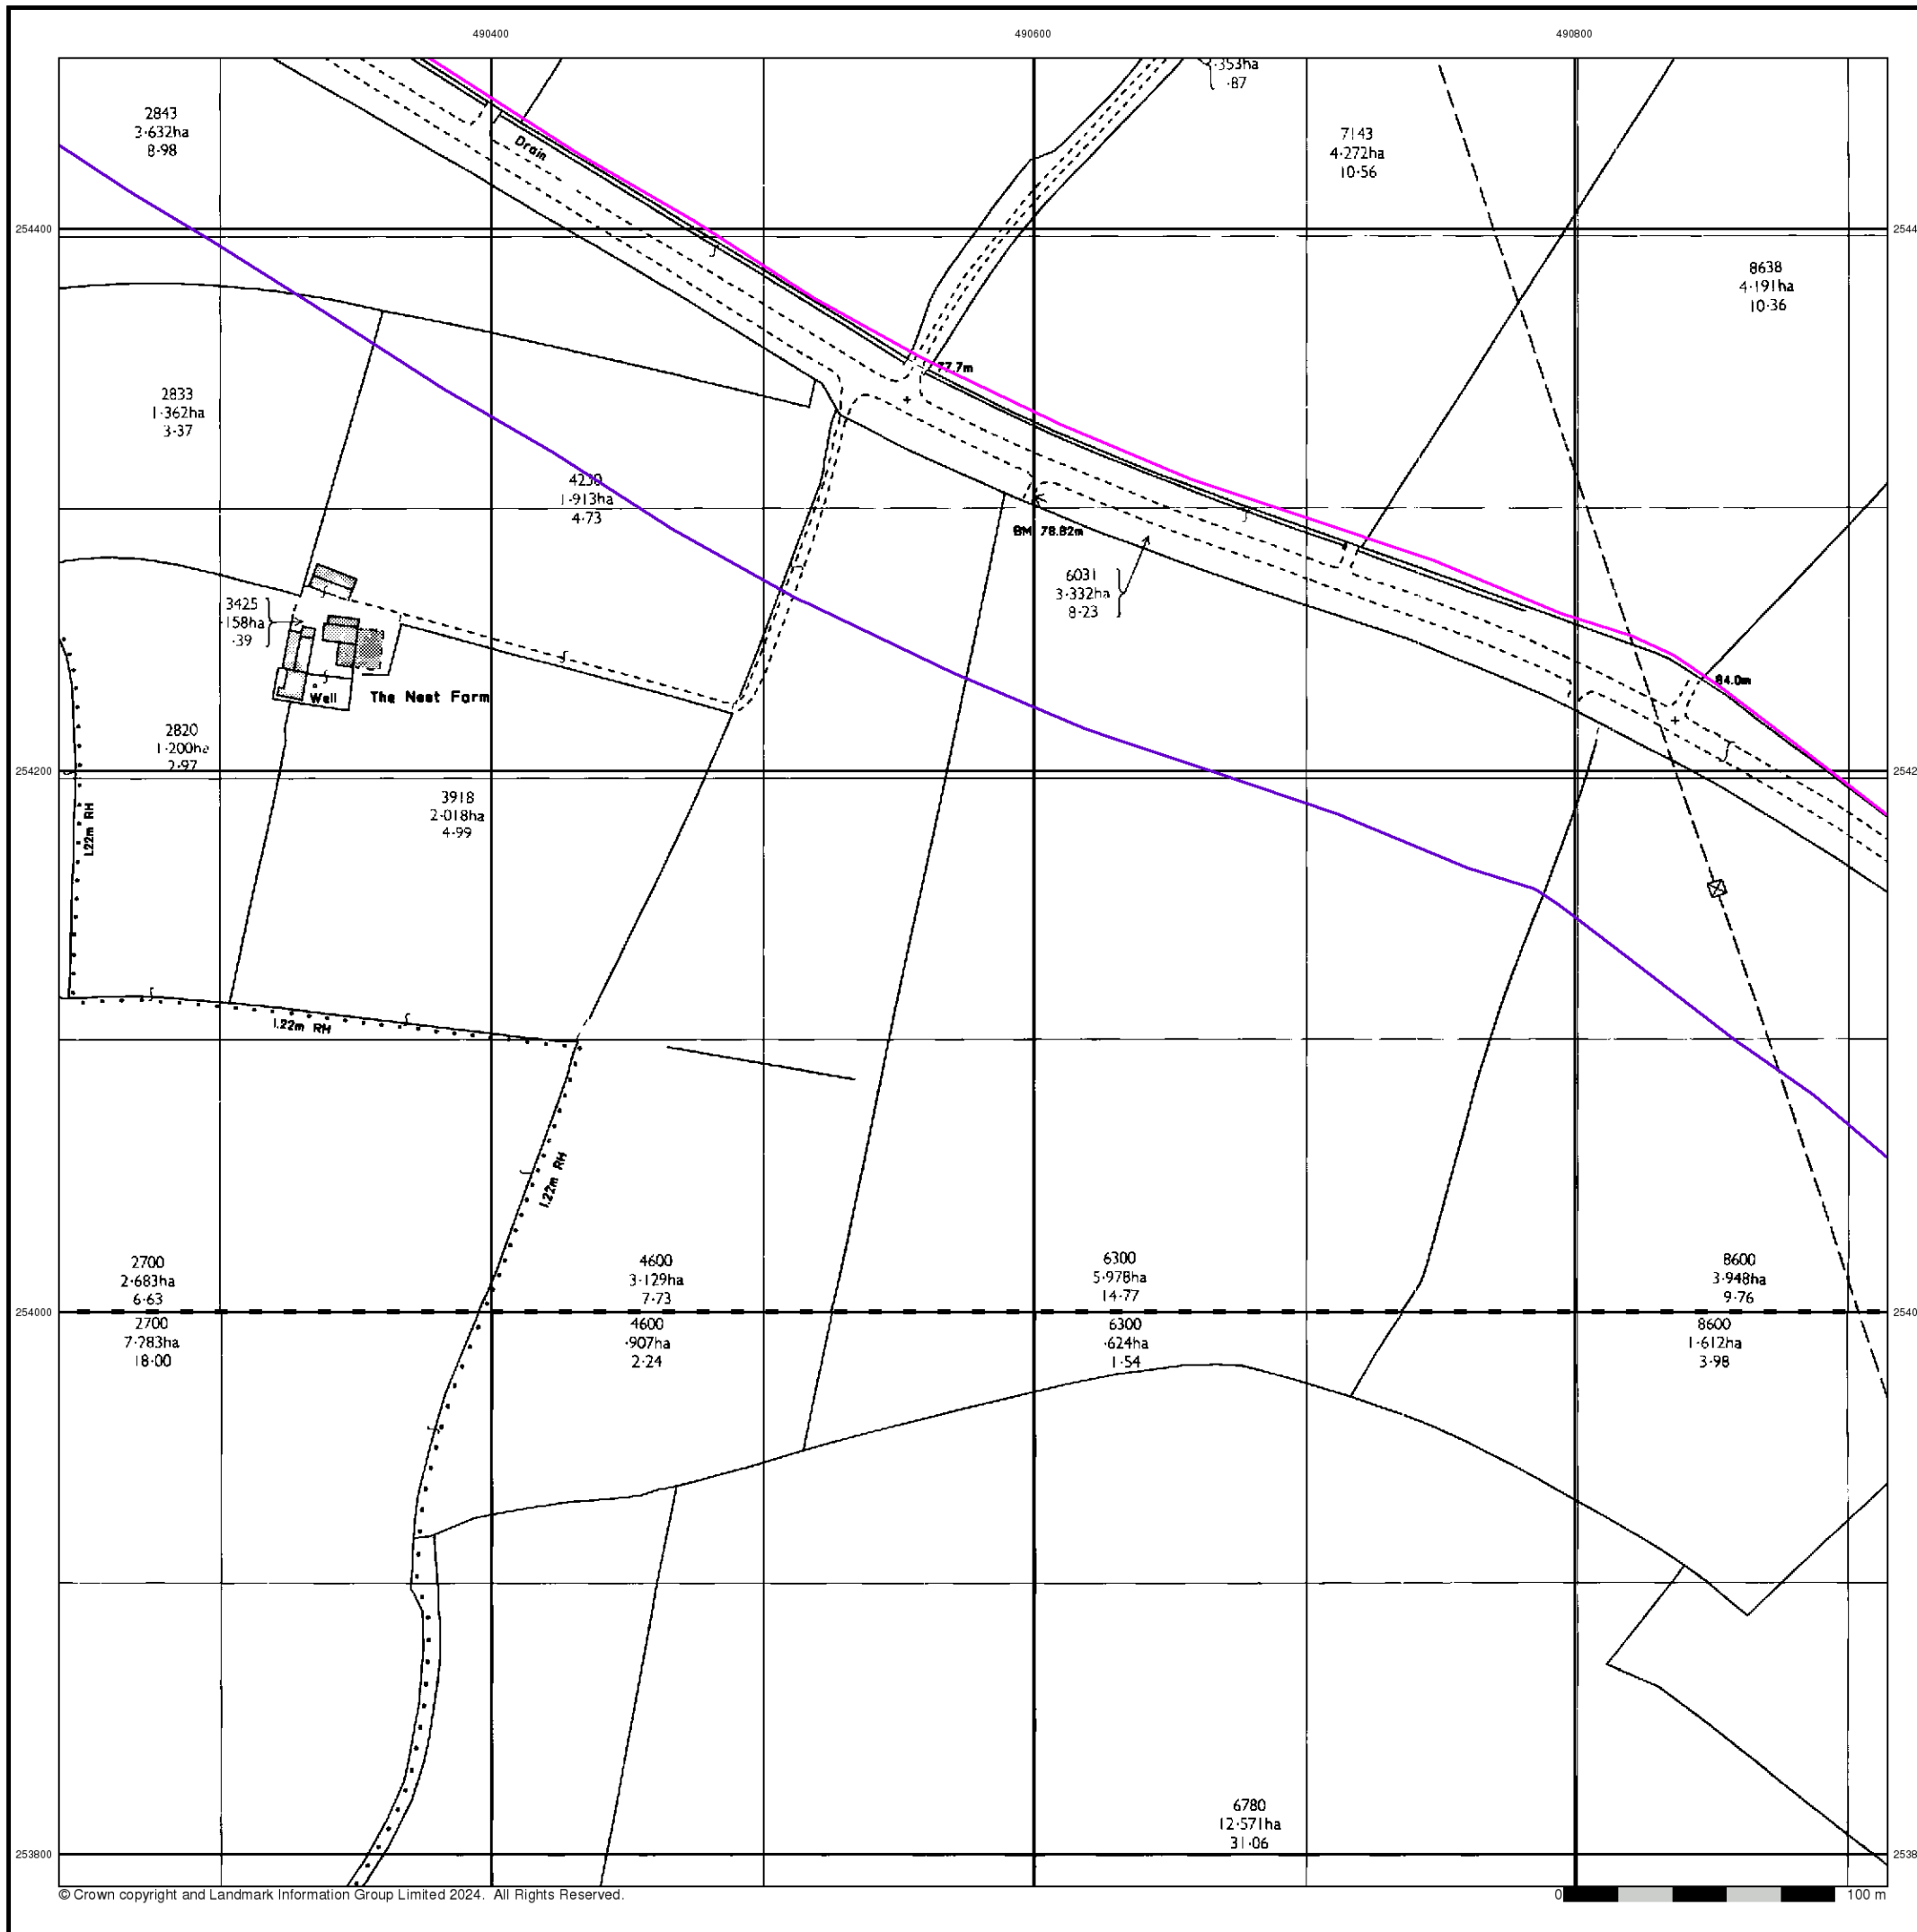 490400
490600
490800
·353ha
·87
2843
3·632ha
8·98
Drain
7143
4·272ha
10·56
254400
2544
8638
4·191ha
10·36
77.7m
2833
1·362ha
3·37
4230
1·913ha
4·73
BM 78.82m
6031
3·332ha
8·23
3425
·158ha
·39
Well
The Nest Farm
84.0m
2820
1·200ha
2·97
254200
2542
3918
2·018ha
4·99
1.22m RH
1.22m RH
1.22m RH
2700
2·683ha
6·63
4600
3·129ha
7·73
6300
5·978ha
14·77
8600
3·948ha
9·76
254000
2540
2700
7·283ha
18·00
4600
·907ha
2·24
6300
·624ha
1·54
8600
1·612ha
3·98
6780
12·571ha
31·06
253800
2538
© Crown copyright and Landmark Information Group Limited 2024. All Rights Reserved.
0
100 m